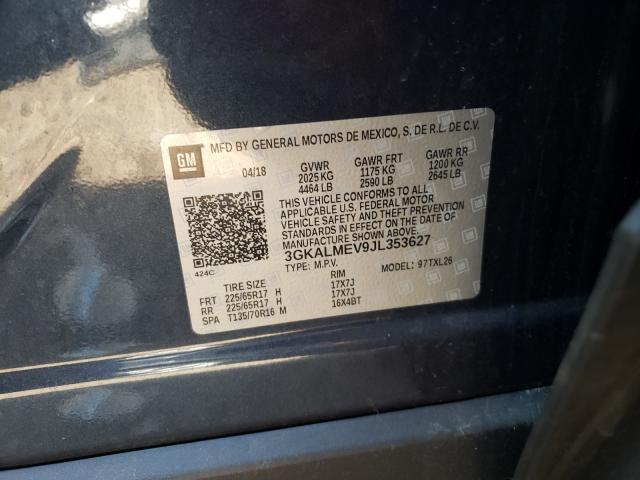 MFD BY GENERAL MOTORS DE MEXICO, S. DE R.L. DE C.V.
GM
04/18 GVWR GAWR FRT GAWR RR
2025 KG 1175 KG 1200 KG
4464 LB 2590 LB 2645 LB
THIS VEHICLE CONFORMS TO ALL
APPLICABLE U.S. FEDERAL MOTOR
VEHICLE SAFETY AND THEFT PREVENTION
STANDARDS IN EFFECT ON THE DATE OF
MANUFACTURE SHOWN ABOVE.
3GKALMEV9JL353627
424C
TYPE: M.P.V. MODEL: 97TXL26
TIRE SIZE RIM
FRT 225/65R17 H 17X7J
RR 225/65R17 H 17X7J
SPA T135/70R16 M 16X4BT